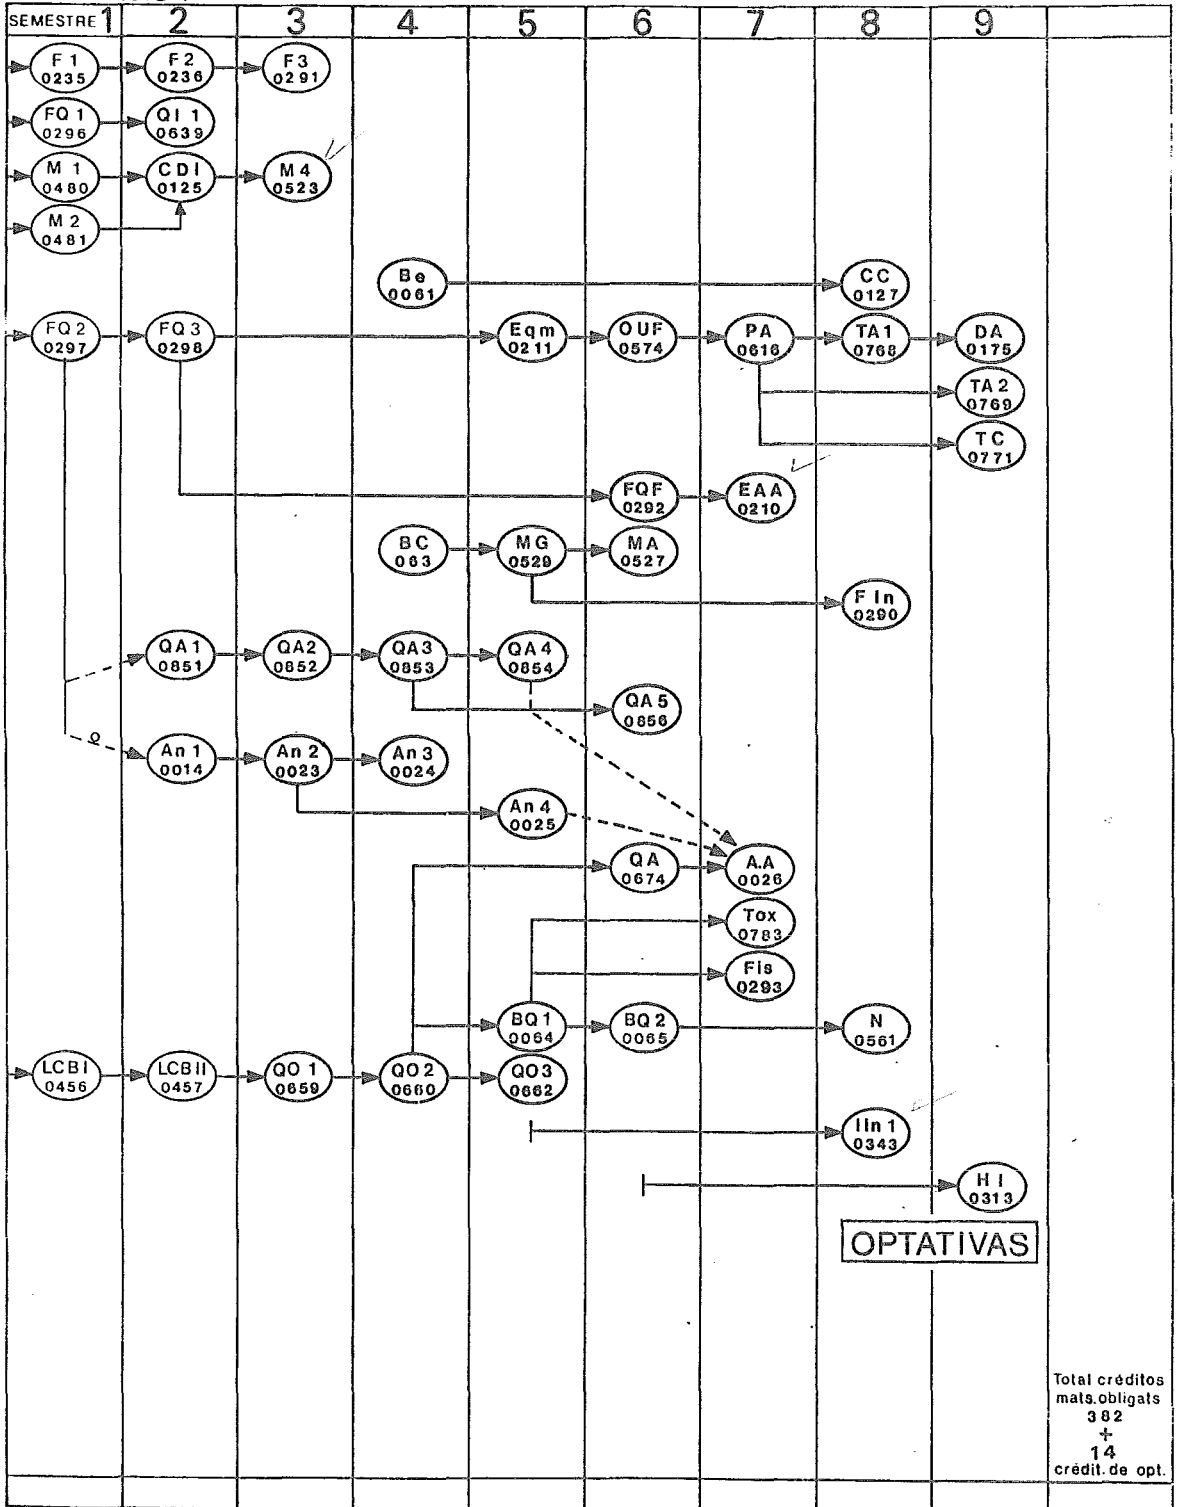 SEMESTRE 1 2 3 4 5 6 7 8 9
F 1 F 2 F 3
0235 0236 0291
FQ 1 QI 1
0296 0639
M 1 CDI M 4
0480 0125 0523
M 2
0481
Be CC
0061 0127
FQ 2 FQ 3 Eqm OUF PA TA 1 DA
0297 0298 0211 0574 0616 0768 0175
TA 2
0769
TC
0771
FQF EAA
0292 0210
BC MG MA
063 0529 0527
F In
0290
QA 1 QA2 QA3 QA 4
0851 0852 0853 0854
QA 5
0856
o
An 1 An 2 An 3
0014 0023 0024
An 4
0025
QA A.A
0674 0026
Tox
0783
Fis
0293
BQ 1 BQ 2 N
0064 0065 0561
LCBI LCB II QO 1 QO 2 QO3
0456 0457 0659 0660 0662
IIn 1
0343
H I
0313
OPTATIVAS
Total créditos
mats.obligats
382
+
14
crédit. de opt.